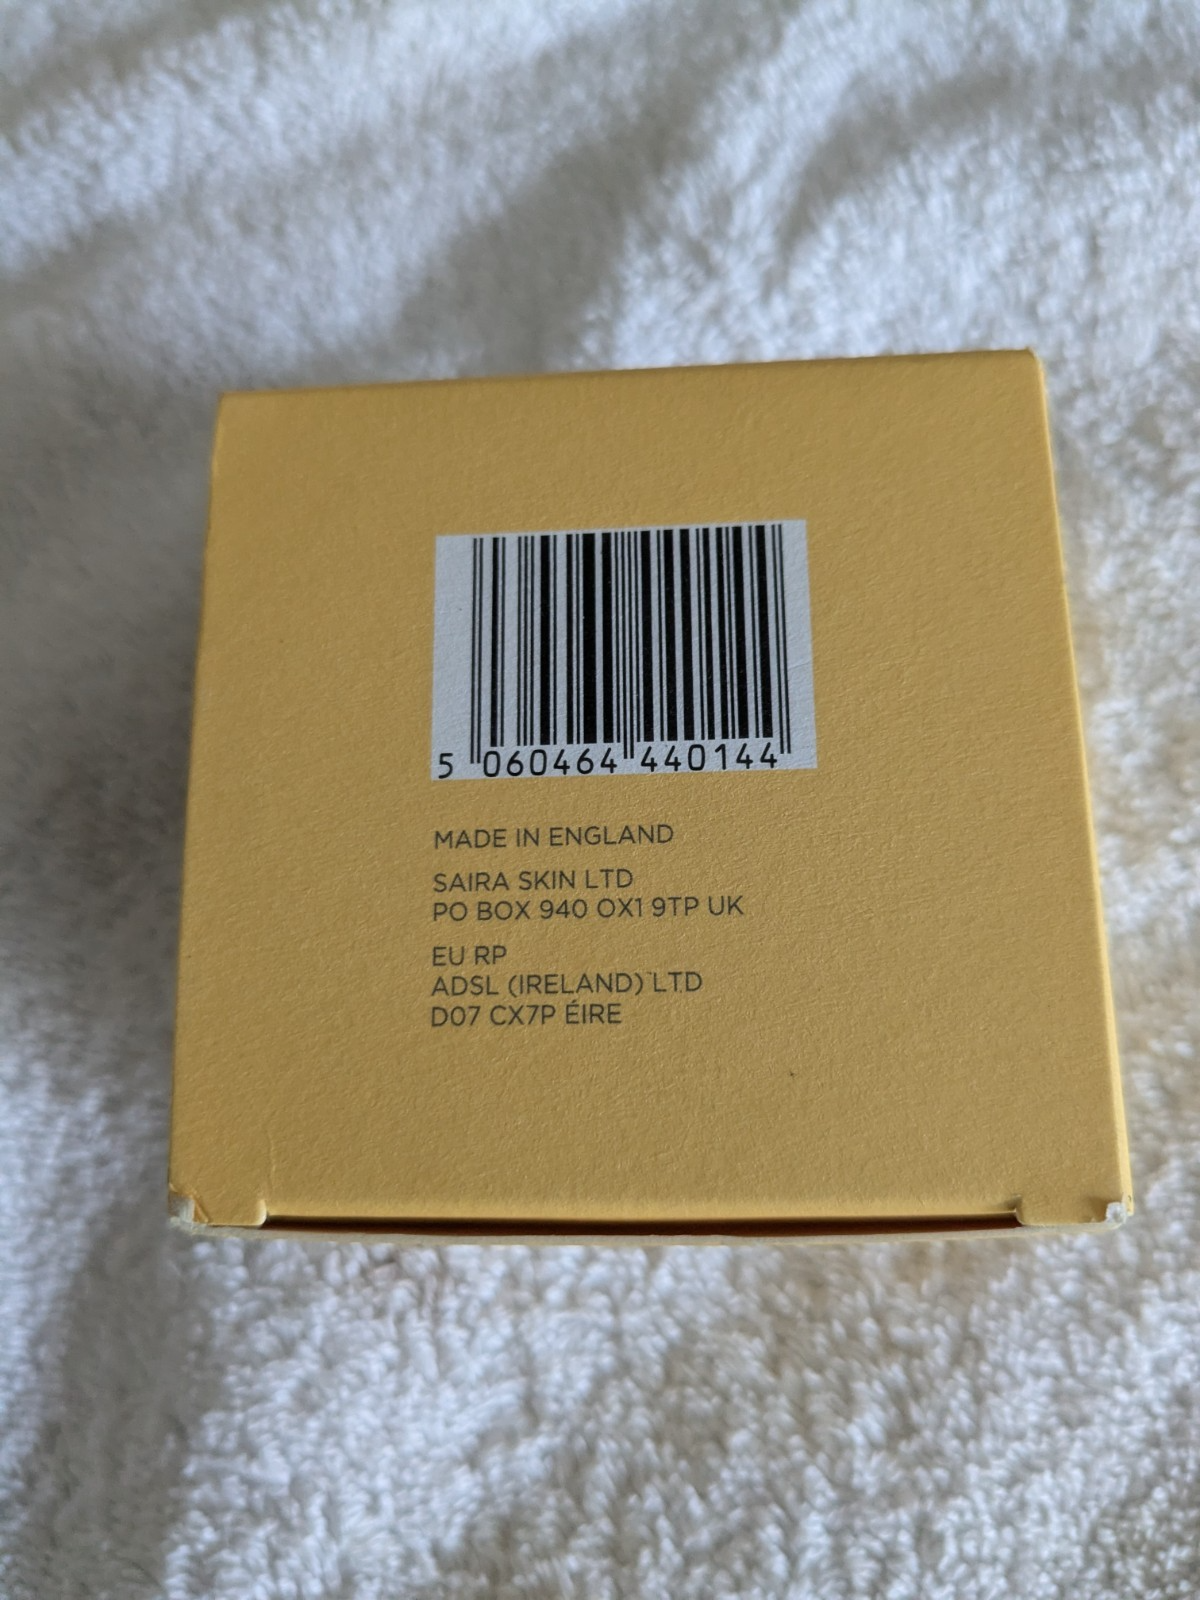 5 060464 440144
MADE IN ENGLAND
SAIRA SKIN LTD
PO BOX 940 OX1 9TP UK
EU RP
ADSL (IRELAND) LTD
D07 CX7P ÉIRE